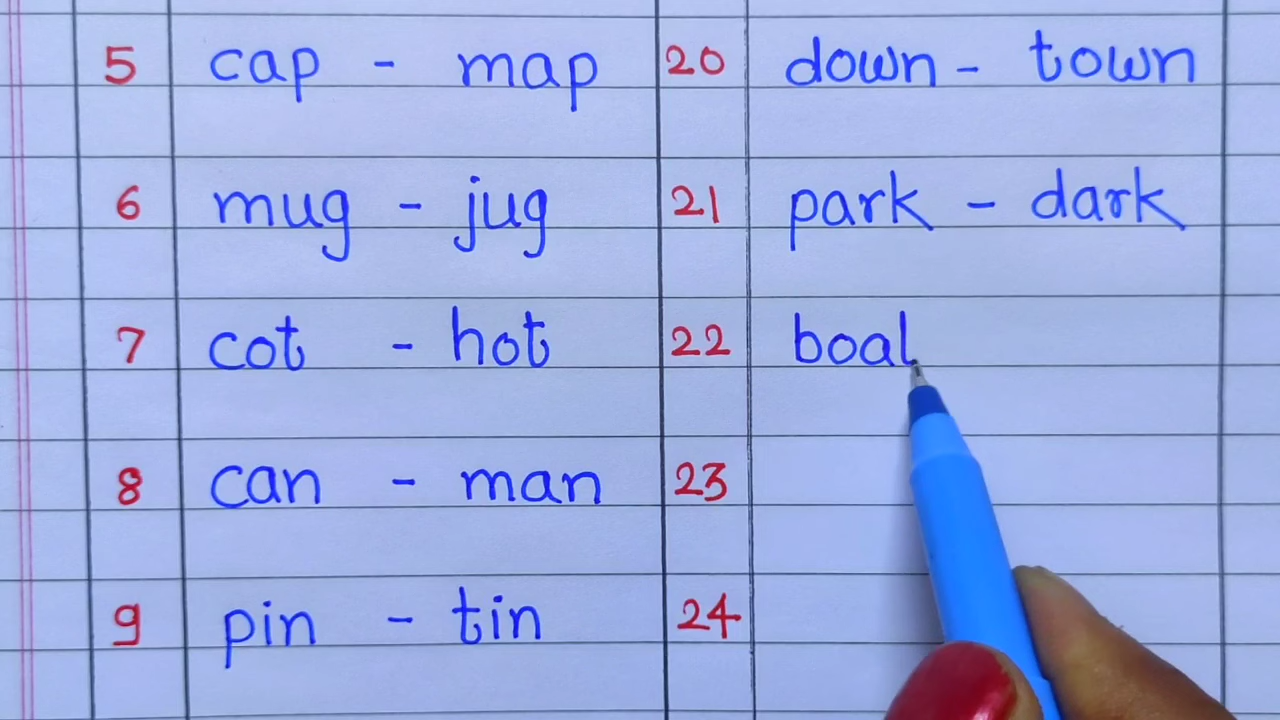 5 cap - map 20 down - town
6 mug - jug 21 park - dark
7 cot - hot 22 boal
8 can - man 23
9 pin - tin 24